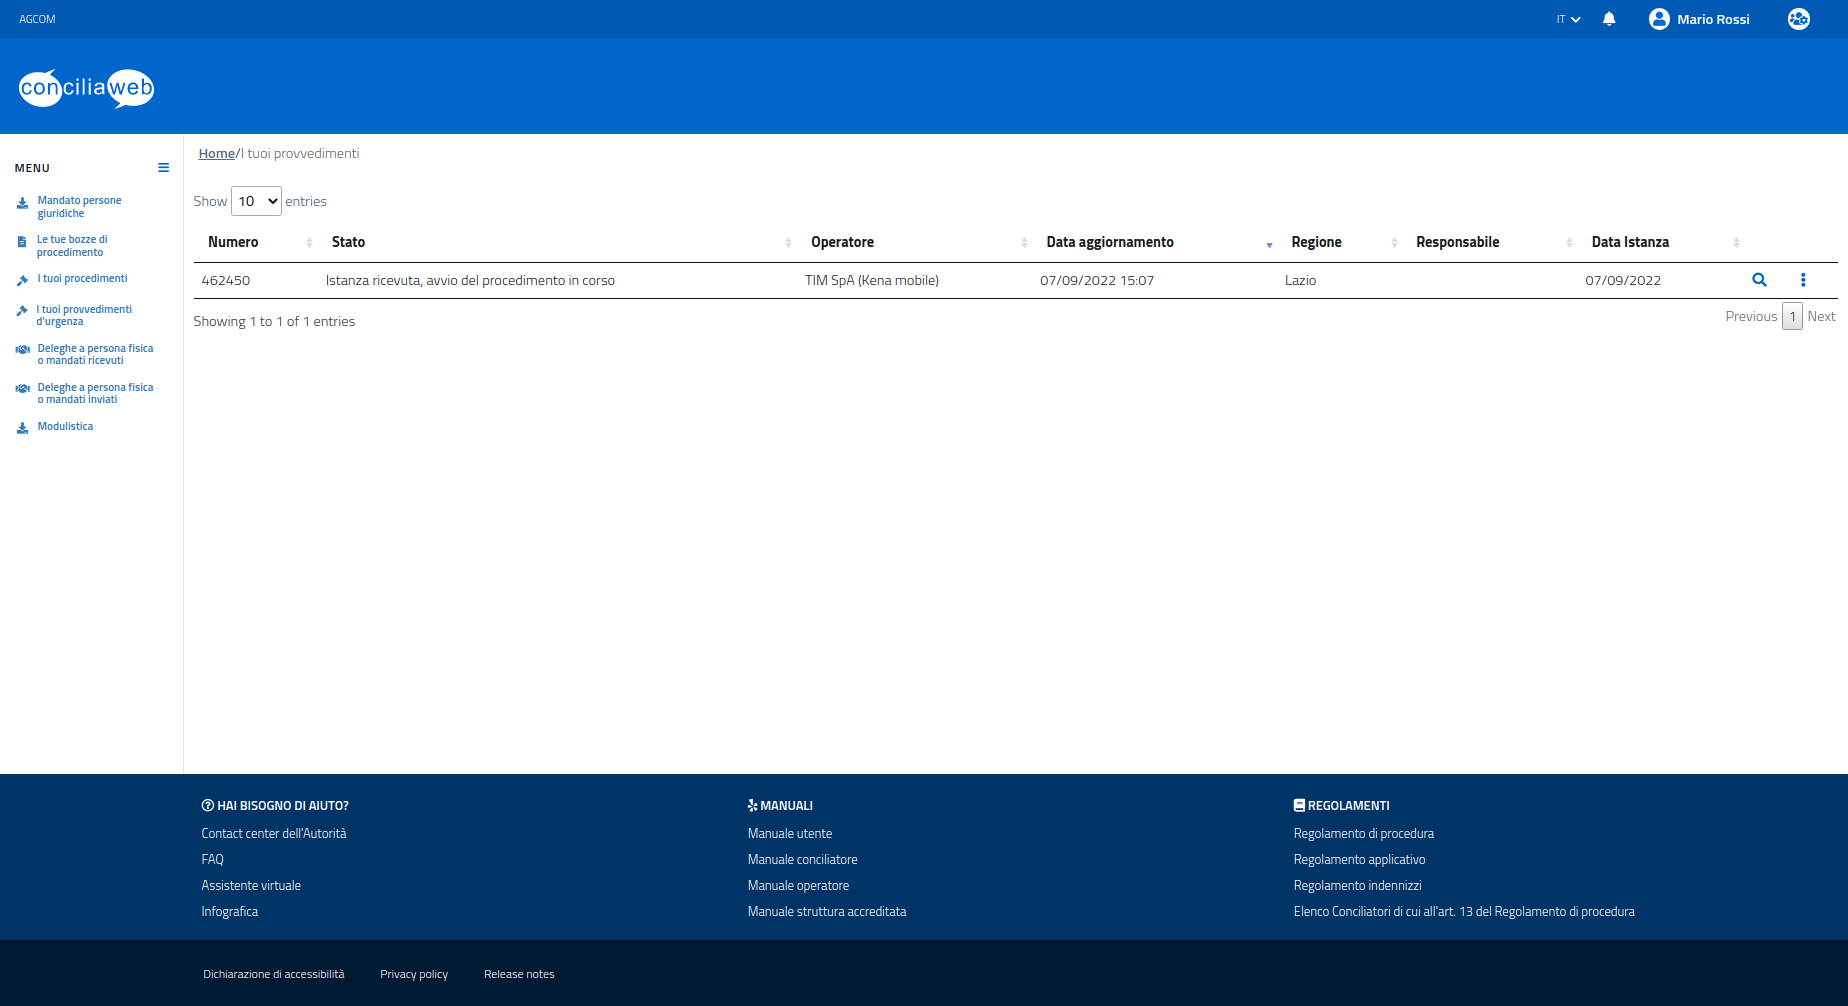 AGCOM
IT
Mario Rossi
conciliaweb
MENU
Mandato persone
giuridiche
Le tue bozze di
procedimento
I tuoi procedimenti
I tuoi provvedimenti
d'urgenza
Deleghe a persona fisica
o mandati ricevuti
Deleghe a persona fisica
o mandati inviati
Modulistica
Home/I tuoi provvedimenti
Show 10 entries
Numero Stato Operatore Data aggiornamento Regione Responsabile Data Istanza
462450 Istanza ricevuta, avvio del procedimento in corso TIM SpA (Kena mobile) 07/09/2022 15:07 Lazio 07/09/2022
Showing 1 to 1 of 1 entries
Previous 1 Next
HAI BISOGNO DI AIUTO?
Contact center dell'Autorità
FAQ
Assistente virtuale
Infografica
MANUALI
Manuale utente
Manuale conciliatore
Manuale operatore
Manuale struttura accreditata
REGOLAMENTI
Regolamento di procedura
Regolamento applicativo
Regolamento indennizzi
Elenco Conciliatori di cui all'art. 13 del Regolamento di procedura
Dichiarazione di accessibilità Privacy policy Release notes